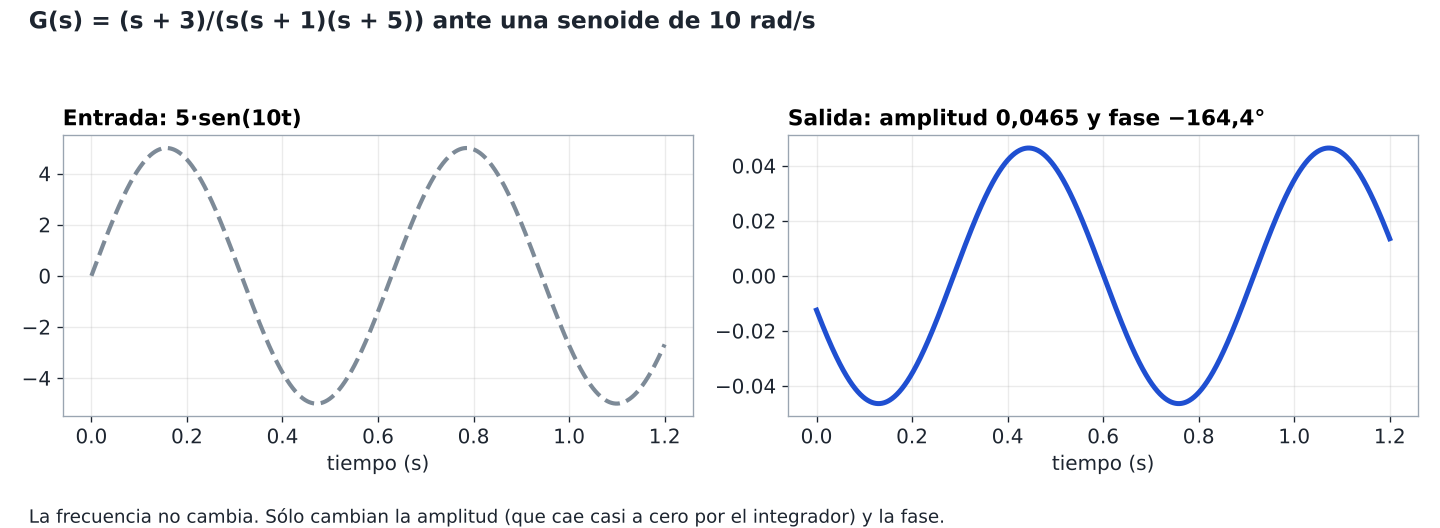 G(s) = (s + 3)/(s(s + 1)(s + 5)) ante una senoide de 10 rad/s
Entrada: 5·sen(10t)
4
2
0
−2
−4
0.0 0.2 0.4 0.6 0.8 1.0 1.2
tiempo (s)
Salida: amplitud 0,0465 y fase −164,4°
0.04
0.02
0.00
−0.02
−0.04
0.0 0.2 0.4 0.6 0.8 1.0 1.2
tiempo (s)
La frecuencia no cambia. Sólo cambian la amplitud (que cae casi a cero por el integrador) y la fase.